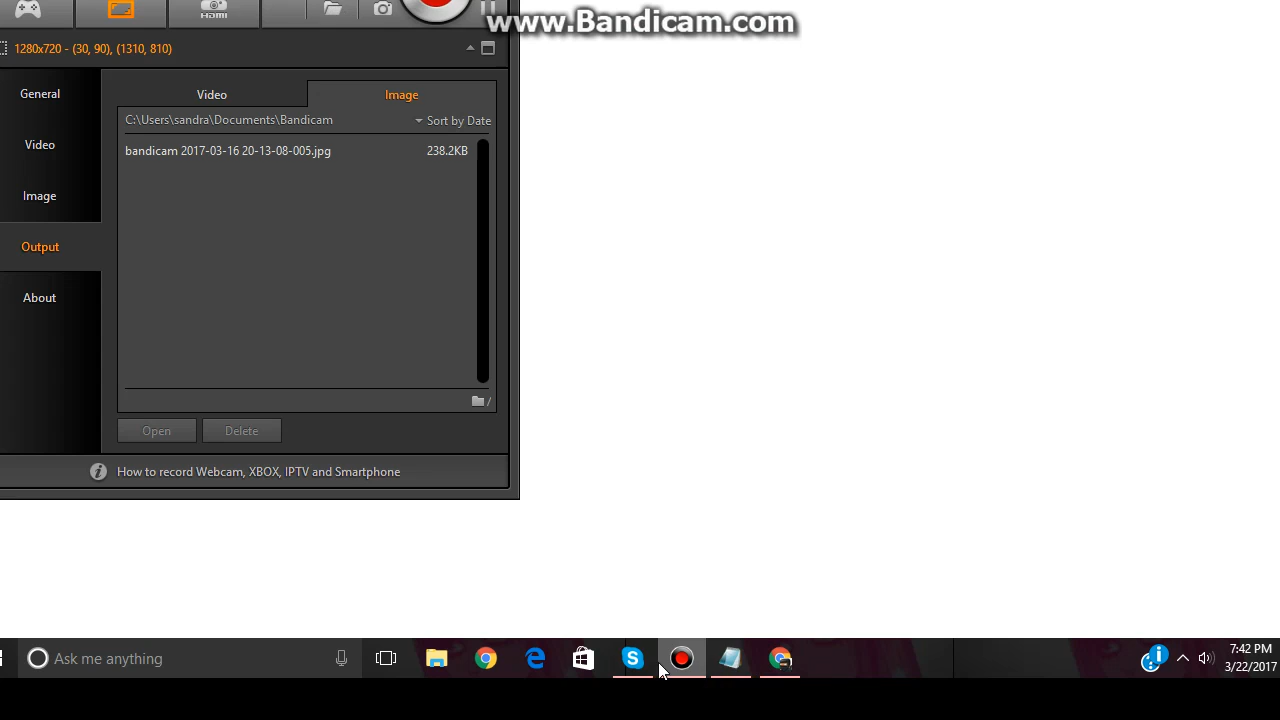 www.Bandicam.com
HDMI
1280x720 - (30, 90), (1310, 810)
General
Video
Image
C:\Users\sandra\Documents\Bandicam
Sort by Date
Video
bandicam 2017-03-16 20-13-08-005.jpg
238.2KB
Image
Output
About
/
Open
Delete
How to record Webcam, XBOX, IPTV and Smartphone
Ask me anything
7:42 PM
3/22/2017